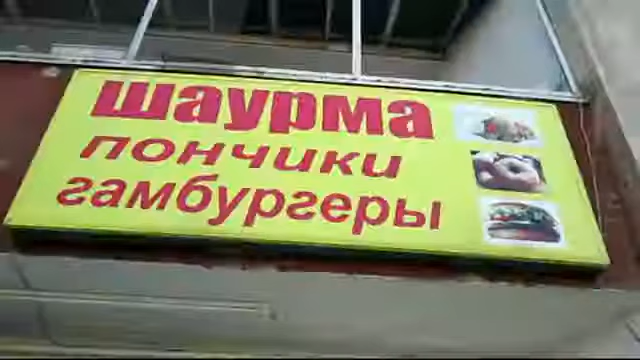 шаурма
пончики
гамбургеры